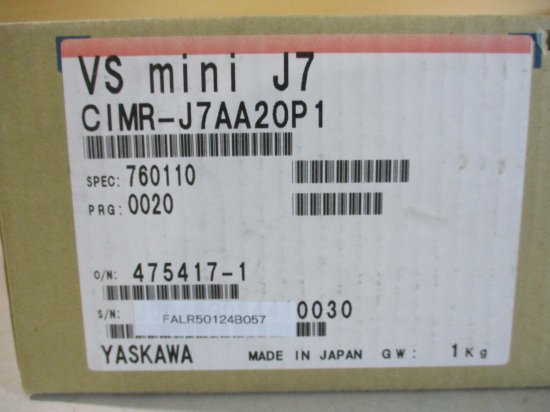 VS mini J7
CIMR-J7AA20P1
SPEC: 760110
PRG: 0020
O/N: 475417-1
S/N: FALR50124B057 0030
YASKAWA MADE IN JAPAN GW: 1Kg